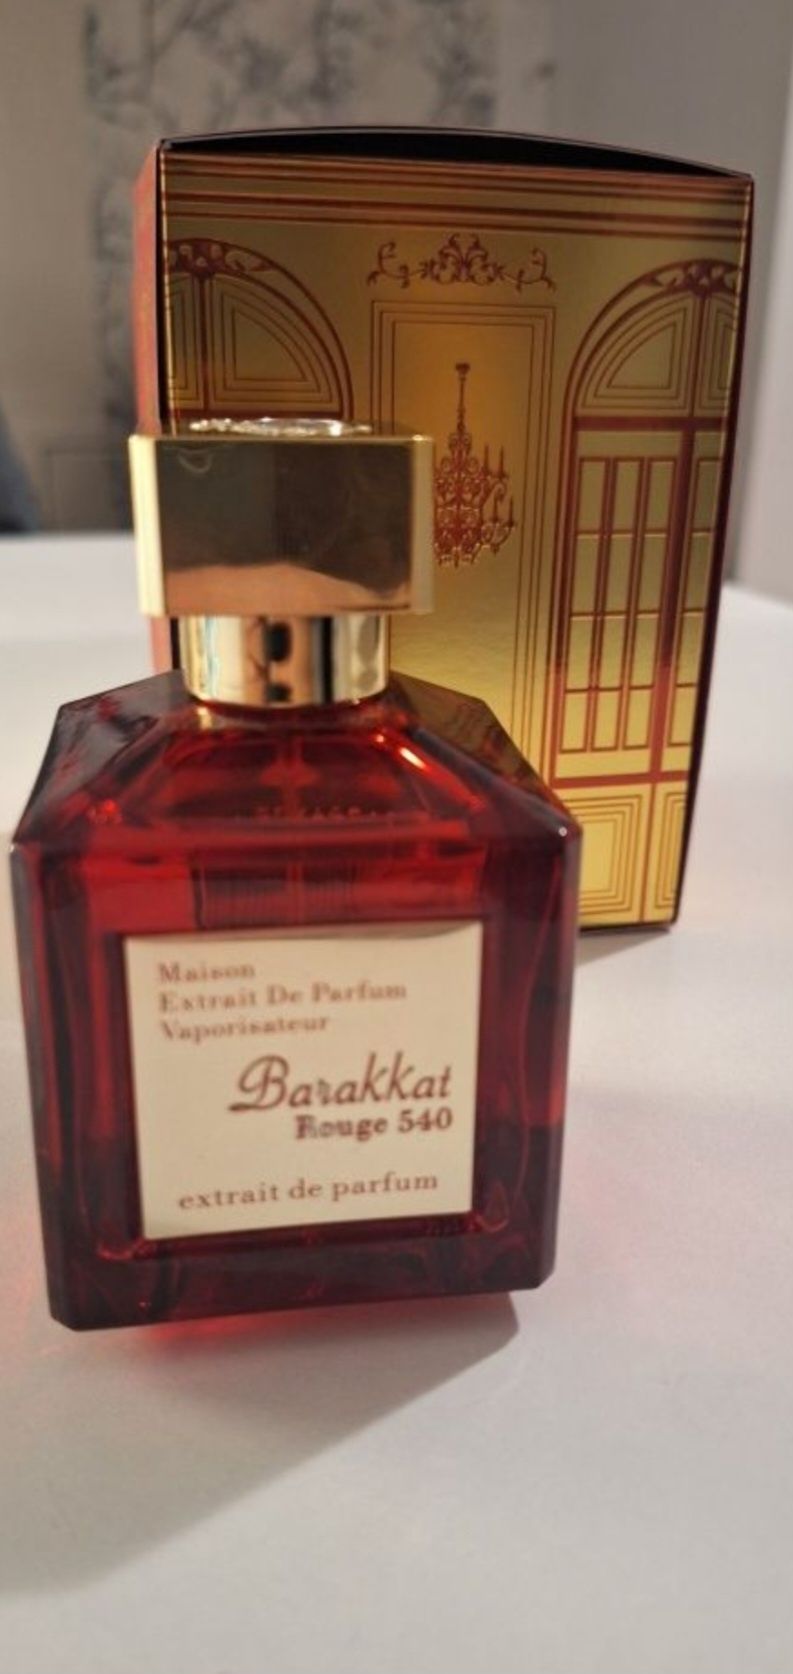 Maison
Extrait De Parfum
Vaporisateur
Barakkat
Rouge 540
extrait de parfum